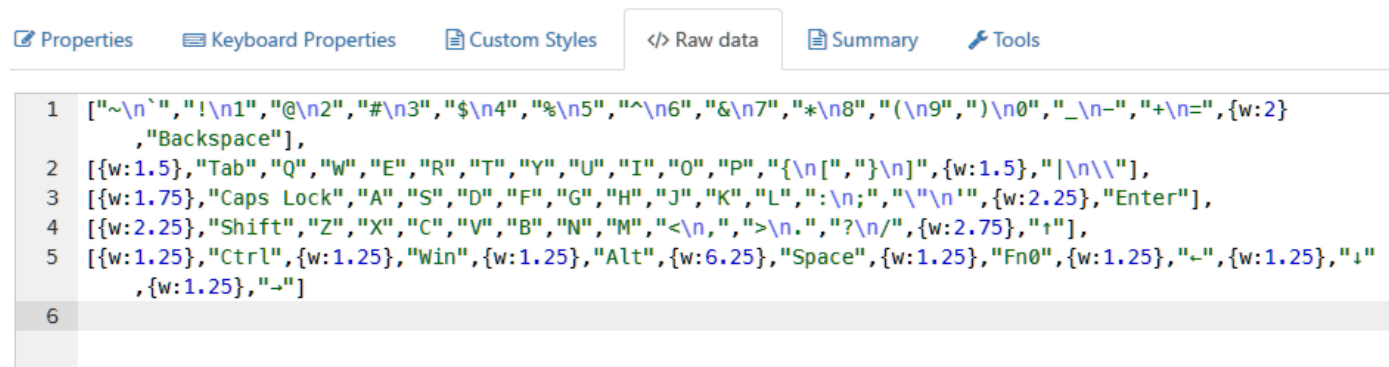 Properties Keyboard Properties Custom Styles </> Raw data Summary Tools
1 ["~\n`","!\n1","@\n2","#\n3","$\n4","%\n5","^\n6","&\n7","*\n8","(\n9",")\n0","_\n-","+\n=",{w:2}
,"Backspace"],
2 [{w:1.5},"Tab","Q","W","E","R","T","Y","U","I","O","P","{\n[","}\n]",{w:1.5},"|\n\\"],
3 [{w:1.75},"Caps Lock","A","S","D","F","G","H","J","K","L",":\n;","\"\n'",{w:2.25},"Enter"],
4 [{w:2.25},"Shift","Z","X","C","V","B","N","M","<\n,",">\n.","?\n/",{w:2.75},"↑"],
5 [{w:1.25},"Ctrl",{w:1.25},"Win",{w:1.25},"Alt",{w:6.25},"Space",{w:1.25},"Fn0",{w:1.25},"←",{w:1.25},"↓"
,{w:1.25},"→"]
6